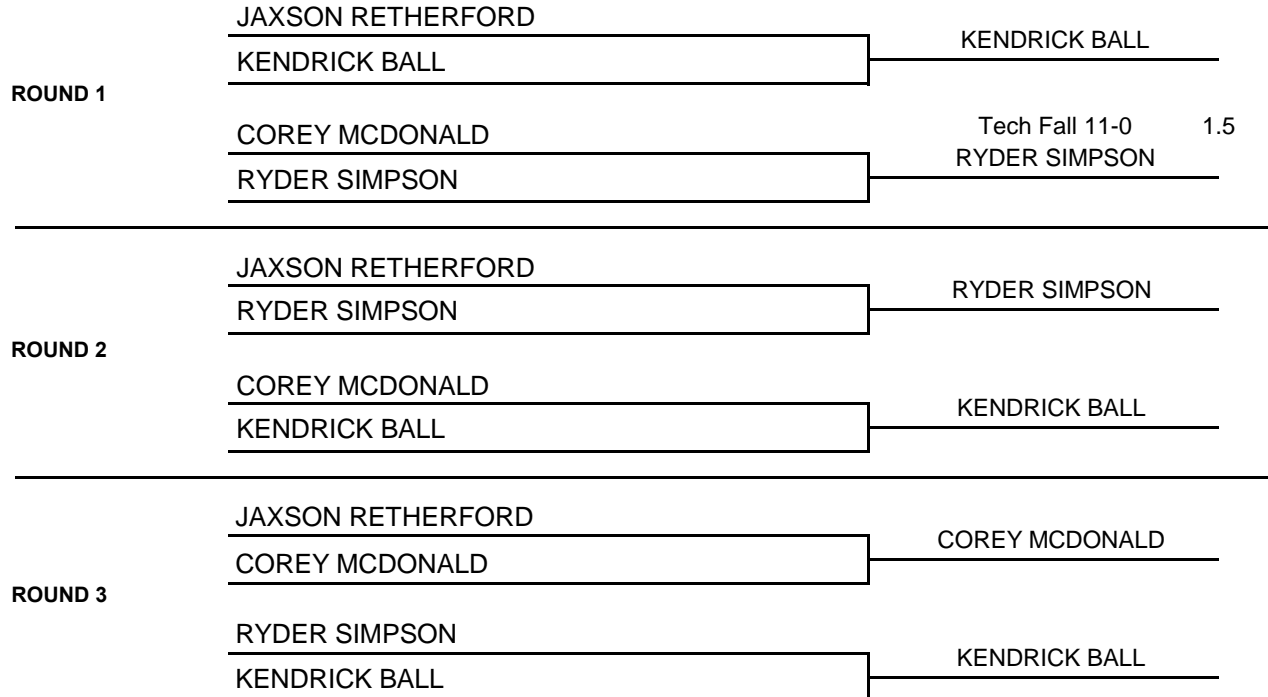 JAXSON RETHERFORD
KENDRICK BALL
KENDRICK BALL
ROUND 1
COREY MCDONALD
Tech Fall 11-0 1.5
RYDER SIMPSON
RYDER SIMPSON
JAXSON RETHERFORD
RYDER SIMPSON
RYDER SIMPSON
ROUND 2
COREY MCDONALD
KENDRICK BALL
KENDRICK BALL
JAXSON RETHERFORD
COREY MCDONALD
COREY MCDONALD
ROUND 3
RYDER SIMPSON
KENDRICK BALL
KENDRICK BALL